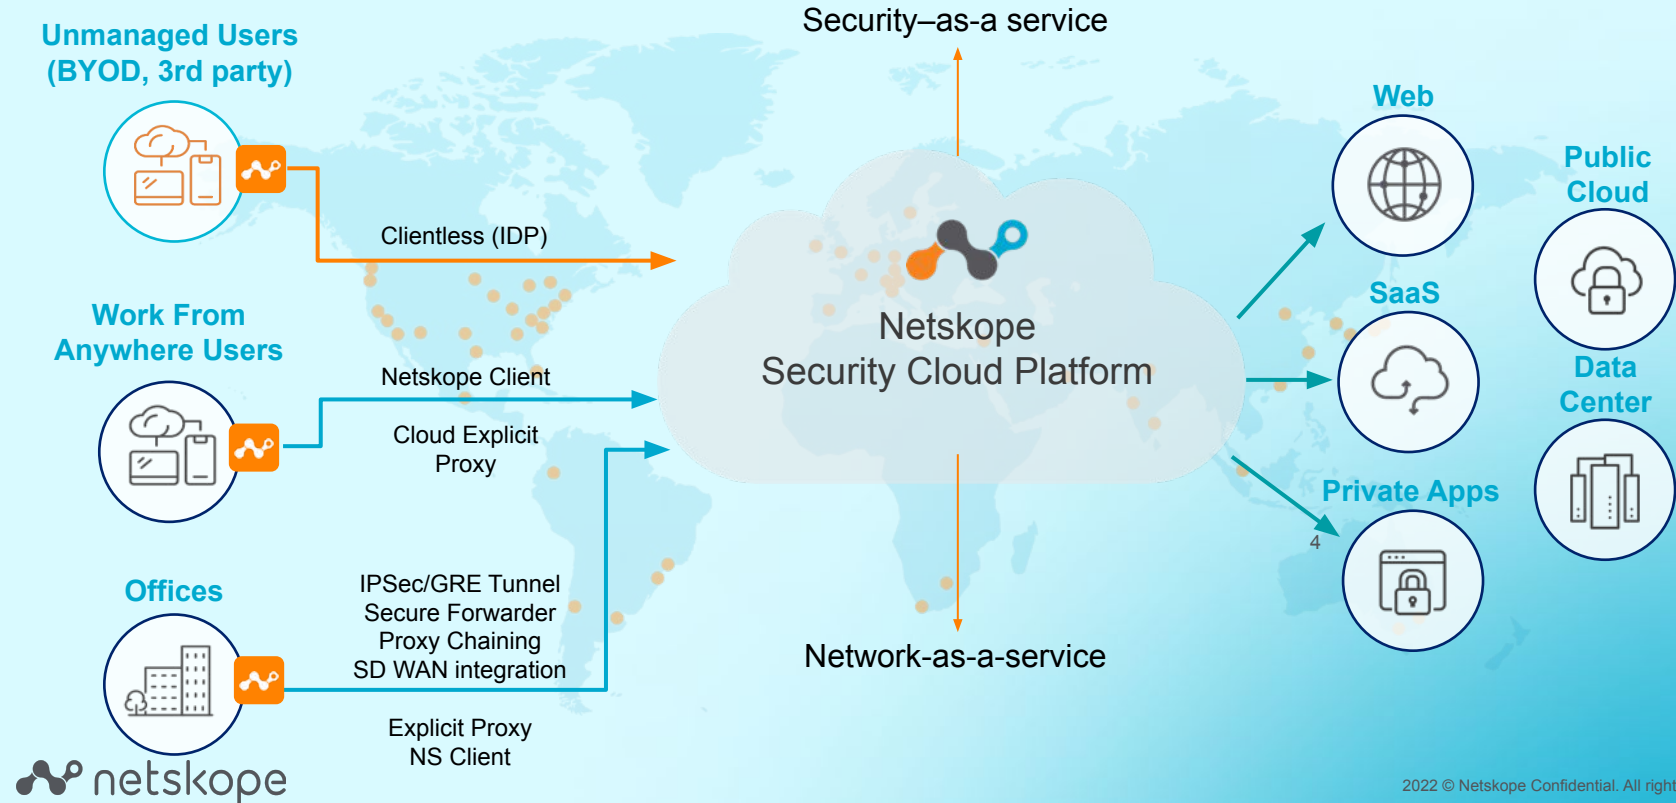 Security–as-a service
Unmanaged Users
(BYOD, 3rd party)
Clientless (IDP)
Work From
Anywhere Users
Netskope Client
Cloud Explicit
Proxy
Offices
IPSec/GRE Tunnel
Secure Forwarder
Proxy Chaining
SD WAN integration
Explicit Proxy
NS Client
Netskope
Security Cloud Platform
Network-as-a-service
Web
Public
Cloud
SaaS
Data
Center
Private Apps
4
netskope
2022 © Netskope Confidential. All right